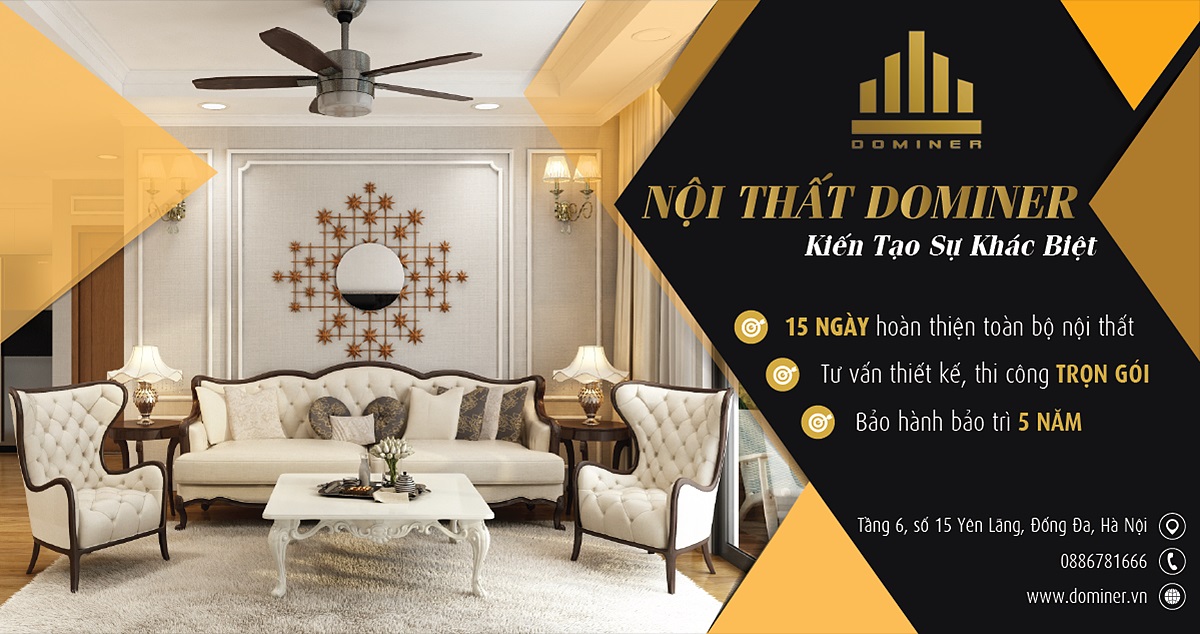 DOMINER
NỘI THẤT DOMINER
Kiến Tạo Sự Khác Biệt
15 NGÀY hoàn thiện toàn bộ nội thất
Tư vấn thiết kế, thi công TRỌN GÓI
Bảo hành bảo trì 5 NĂM
Tầng 6, số 15 Yên Lãng, Đống Đa, Hà Nội
0886781666
www.dominer.vn